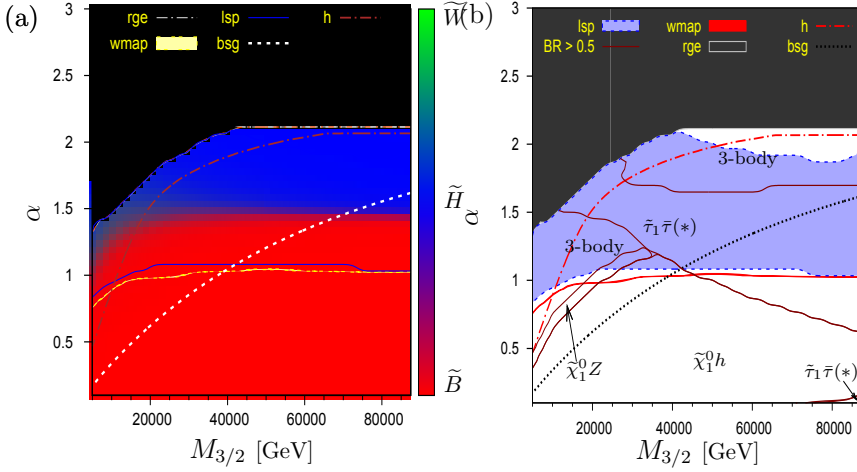 (a)
rge lsp h
wmap bsg
3
2.5
2
1.5
1
0.5
α
20000 40000 60000 80000
M3/2 [GeV]
W̃
H̃
B̃
(b)
lsp wmap h
BR > 0.5 rge bsg
3
2.5
2
1.5
1
0.5
α
3-body
τ̃1τ̄(*)
3-body
χ̃⁰1Z
χ̃⁰1h
τ̃1τ̄(*)
20000 40000 60000 80000
M3/2 [GeV]